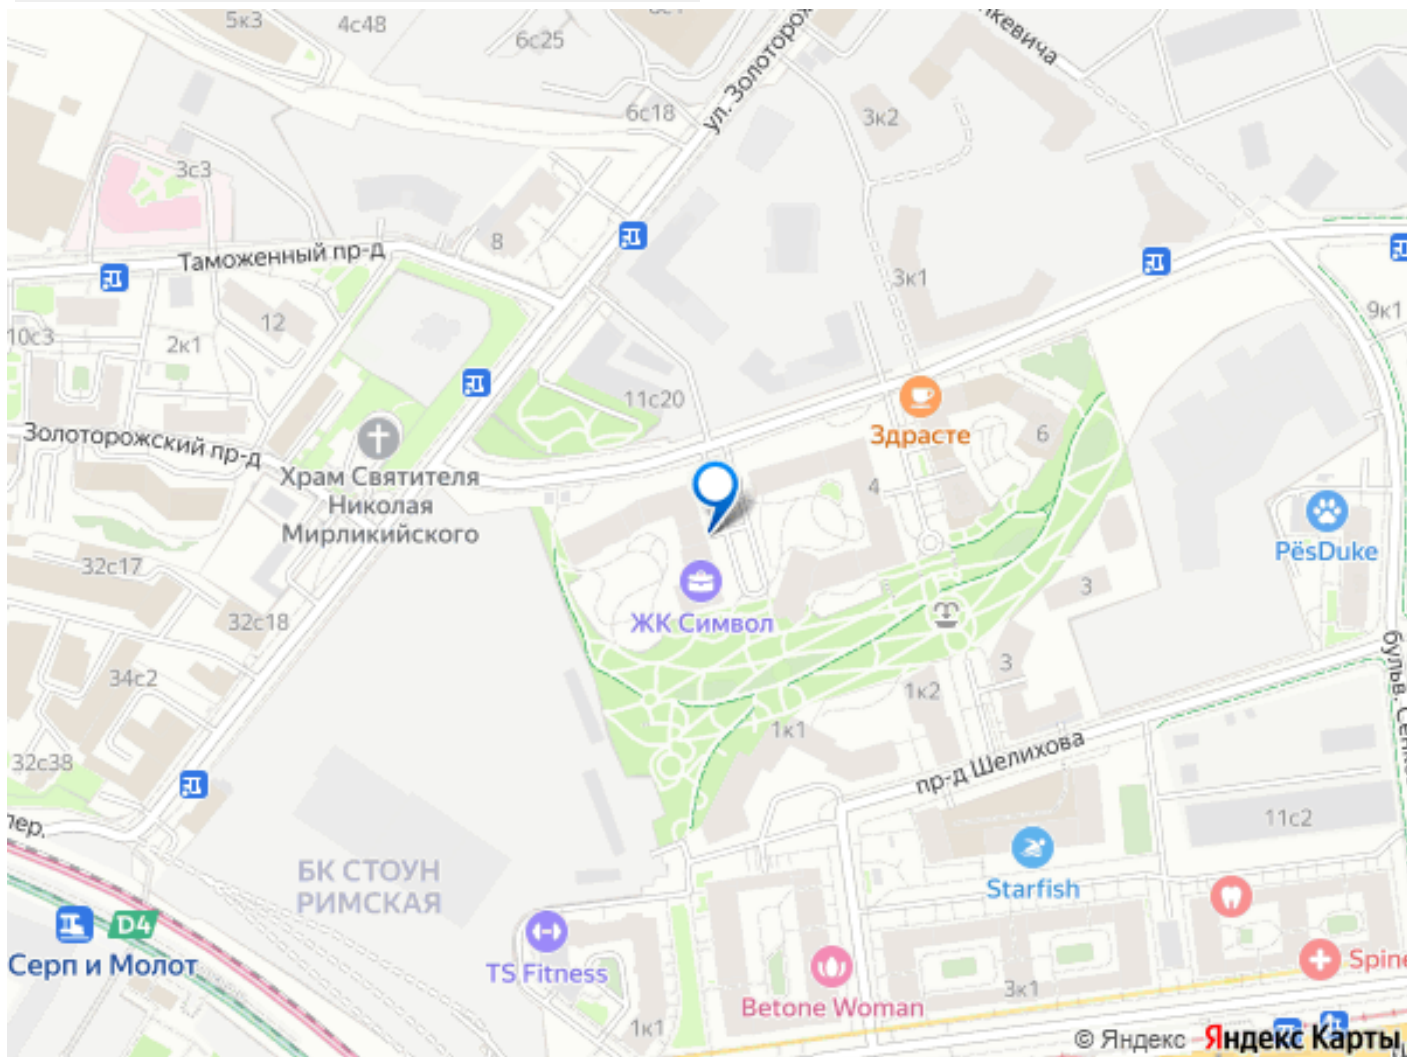 5к3
4с48
6с25
6с18
ул. Золоторож
3к2
3с3
8
Таможенный пр-д
3к1
12
10с3
2к1
9к1
11с20
Здрасте
6
Золоторожский пр-д
Храм Святителя
Николая
Мирликийского
4
PёsDuke
32с17
3
ЖК Символ
32с18
3
34с2
1к2
1к1
бульв. Сенк
32с38
пр-д Шелихова
пер.
11с2
БК СТОУН
РИМСКАЯ
Starfish
D4
Серп и Молот
TS Fitness
Spine
3к1
Betone Woman
1к1
© Яндекс Яндекс Карты